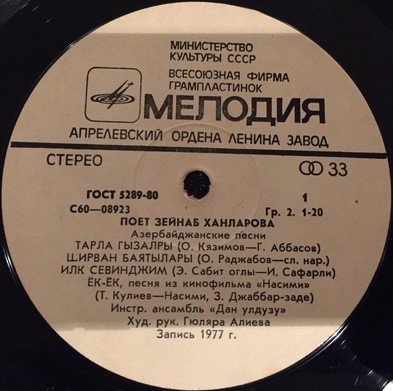 МИНИСТЕРСТВО
КУЛЬТУРЫ СССР
ВСЕСОЮЗНАЯ ФИРМА
ГРАМПЛАСТИНОК
МЕЛОДИЯ
АПРЕЛЕВСКИЙ ОРДЕНА ЛЕНИНА ЗАВОД
СТЕРЕО 33
ГОСТ 5289-80 1
С60—08923 Гр. 2. 1-20
ПОЕТ ЗЕЙНАБ ХАНЛАРОВА
Азербайджанские песни
ТАРЛА ГЫЗАЛРЫ (О. Кязимов—Г. Аббасов)
ШИРВАН БАЯТЫЛАРЫ (О. Раджабов—сл. нар.)
ИЛК СЕВИНДЖИМ (Э. Сабит оглы—И. Сафарли)
ЁК-ЁК, песня из кинофильма «Насими»
(Т. Кулиев—Насими, З. Джаббар-заде)
Инстр. ансамбль «Дан улдузу»
Худ. рук. Гюляра Алиева
Запись 1977 г.